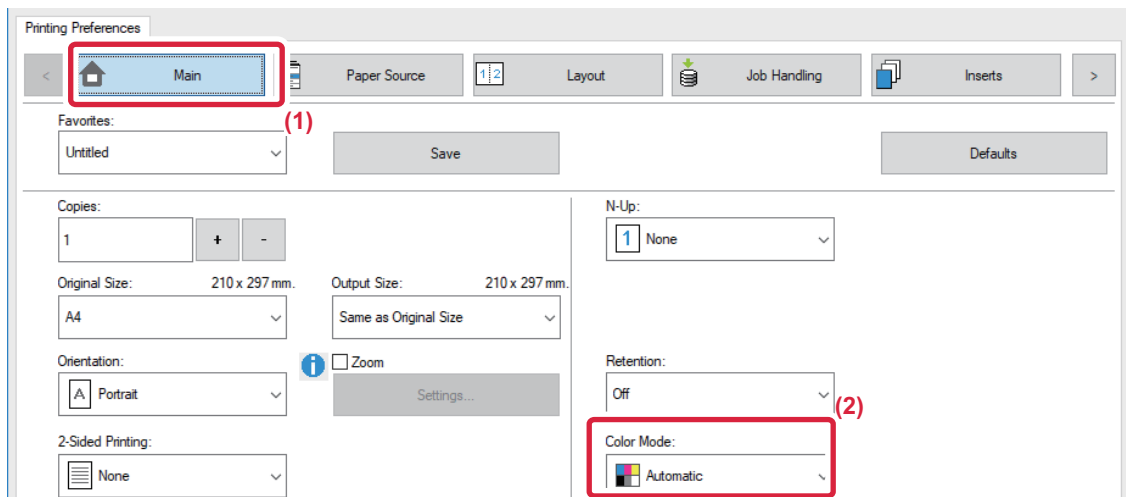 Printing Preferences
< Main Paper Source 1 2 Layout Job Handling Inserts >
(1)
Favorites:
Untitled Save Defaults
Copies: N-Up:
1 + - 1 None
Original Size: 210 x 297 mm. Output Size: 210 x 297 mm.
A4 Same as Original Size
Orientation: Zoom Retention:
A Portrait Settings... Off
(2)
2-Sided Printing: Color Mode:
None Automatic